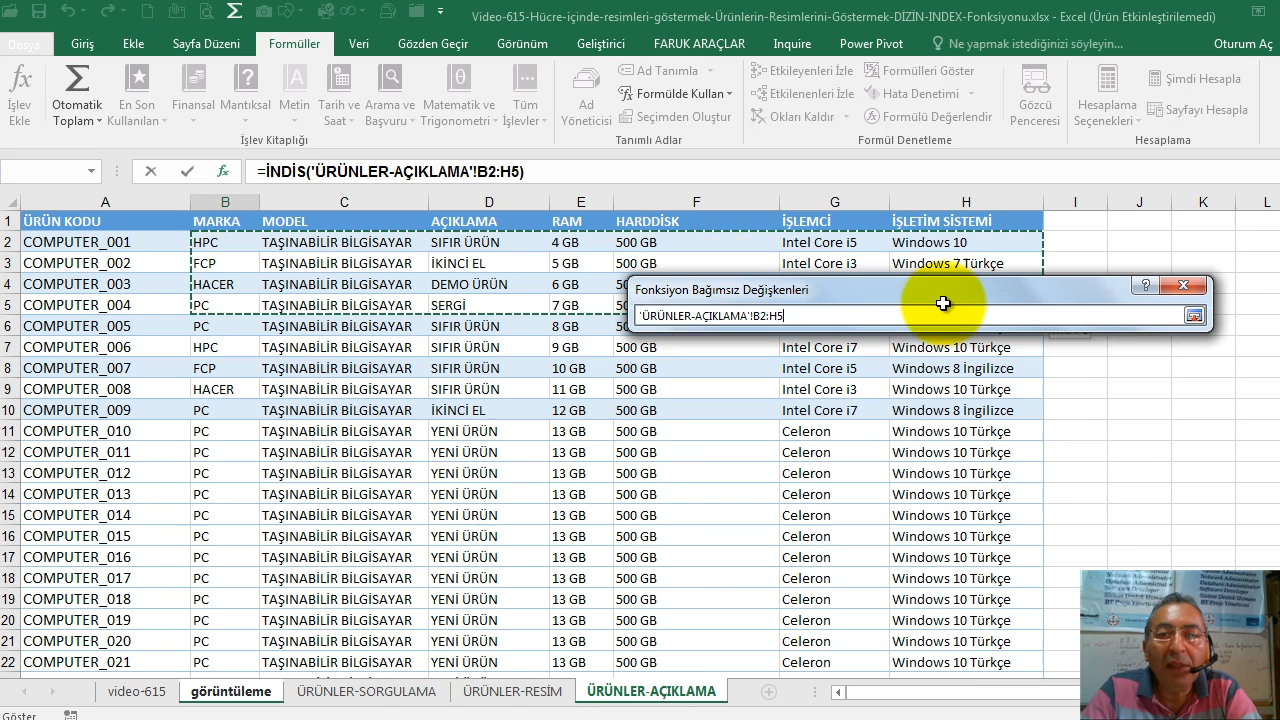 Video-615-Hücre-içinde-resimleri-göstermek-Ürünlerin-Resimlerini-Göstermek-DİZİN-INDEX-Fonksiyonu.xlsx - Excel (Ürün Etkinleştirilemedi)
Dosya Giriş Ekle Sayfa Düzeni Formüller Veri Gözden Geçir Görünüm Geliştirici FARUK ARAÇLAR Inquire Power Pivot Ne yapmak istediğinizi söyleyin... Oturum Aç
İşlev Ekle
Otomatik Toplam
En Son Kullanılan
Finansal
Mantıksal
Metin
Tarih ve Saat
Arama ve Başvuru
Matematik ve Trigonometri
Tüm İşlevler
Ad Yöneticisi
Ad Tanımla
Formülde Kullan
Seçimden Oluştur
Etkileyenleri İzle
Etkilenenleri İzle
Okları Kaldır
Formülleri Göster
Hata Denetimi
Formülü Değerlendir
Gözcü Penceresi
Hesaplama Seçenekleri
Şimdi Hesapla
Sayfayı Hesapla
İşlev Kitaplığı Tanımlı Adlar Formül Denetleme Hesaplama
fx =İNDİS('ÜRÜNLER-AÇIKLAMA'!B2:H5)
A B C D E F G H I J K L
1 ÜRÜN KODU MARKA MODEL AÇIKLAMA RAM HARDDİSK İŞLEMCİ İŞLETİM SİSTEMİ
2 COMPUTER_001 HPC TAŞINABİLİR BİLGİSAYAR SIFIR ÜRÜN 4 GB 500 GB Intel Core i5 Windows 10
3 COMPUTER_002 FCP TAŞINABİLİR BİLGİSAYAR İKİNCİ EL 5 GB 500 GB Intel Core i3 Windows 7 Türkçe
4 COMPUTER_003 HACER TAŞINABİLİR BİLGİSAYAR DEMO ÜRÜN 6 GB
5 COMPUTER_004 PC TAŞINABİLİR BİLGİSAYAR SERGİ 7 GB
Fonksiyon Bağımsız Değişkenleri
'ÜRÜNLER-AÇIKLAMA'!B2:H5
6 COMPUTER_005 PC TAŞINABİLİR BİLGİSAYAR SIFIR ÜRÜN 8 GB 500 GB
7 COMPUTER_006 HPC TAŞINABİLİR BİLGİSAYAR SIFIR ÜRÜN 9 GB 500 GB Intel Core i7 Windows 10 Türkçe
8 COMPUTER_007 FCP TAŞINABİLİR BİLGİSAYAR SIFIR ÜRÜN 10 GB 500 GB Intel Core i5 Windows 8 İngilizce
9 COMPUTER_008 HACER TAŞINABİLİR BİLGİSAYAR SIFIR ÜRÜN 11 GB 500 GB Intel Core i3 Windows 10 Türkçe
10 COMPUTER_009 PC TAŞINABİLİR BİLGİSAYAR İKİNCİ EL 12 GB 500 GB Intel Core i7 Windows 8 İngilizce
11 COMPUTER_010 PC TAŞINABİLİR BİLGİSAYAR YENİ ÜRÜN 13 GB 500 GB Celeron Windows 10 Türkçe
12 COMPUTER_011 PC TAŞINABİLİR BİLGİSAYAR YENİ ÜRÜN 13 GB 500 GB Celeron Windows 10 Türkçe
13 COMPUTER_012 PC TAŞINABİLİR BİLGİSAYAR YENİ ÜRÜN 13 GB 500 GB Celeron Windows 10 Türkçe
14 COMPUTER_013 PC TAŞINABİLİR BİLGİSAYAR YENİ ÜRÜN 13 GB 500 GB Celeron Windows 10 Türkçe
15 COMPUTER_014 PC TAŞINABİLİR BİLGİSAYAR YENİ ÜRÜN 13 GB 500 GB Celeron Windows 10 Türkçe
16 COMPUTER_015 PC TAŞINABİLİR BİLGİSAYAR YENİ ÜRÜN 13 GB 500 GB Celeron Windows 10 Türkçe
17 COMPUTER_016 PC TAŞINABİLİR BİLGİSAYAR YENİ ÜRÜN 13 GB 500 GB Celeron Windows 10 Türkçe
18 COMPUTER_017 PC TAŞINABİLİR BİLGİSAYAR YENİ ÜRÜN 13 GB 500 GB Celeron Windows 10 Türkçe
19 COMPUTER_018 PC TAŞINABİLİR BİLGİSAYAR YENİ ÜRÜN 13 GB 500 GB Celeron Windows 10 Türkçe
20 COMPUTER_019 PC TAŞINABİLİR BİLGİSAYAR YENİ ÜRÜN 13 GB 500 GB Celeron Windows 10 Türkçe
21 COMPUTER_020 PC TAŞINABİLİR BİLGİSAYAR YENİ ÜRÜN 13 GB 500 GB Celeron Windows 10 Türkçe
22 COMPUTER_021 PC TAŞINABİLİR BİLGİSAYAR YENİ ÜRÜN 13 GB 500 GB Celeron Windows 10 Türkçe
video-615 görüntüleme ÜRÜNLER-SORGULAMA ÜRÜNLER-RESİM ÜRÜNLER-AÇIKLAMA
Göster